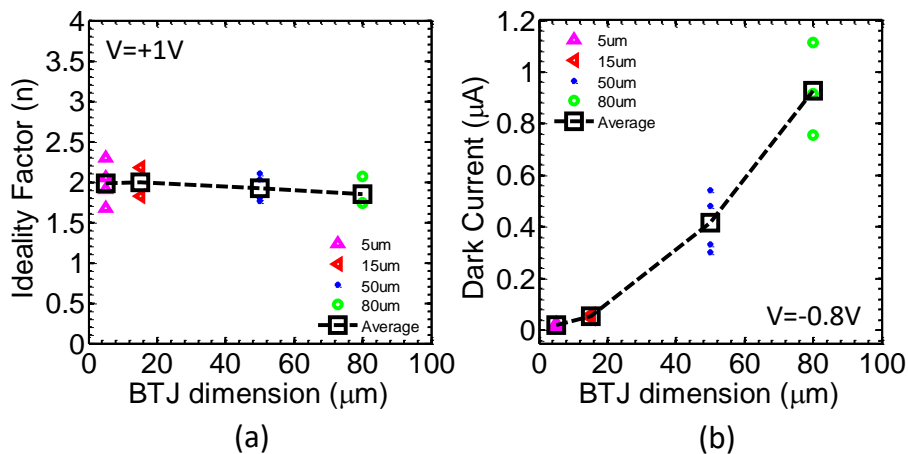 V=+1V
Ideality Factor (n)
4
3.5
3
2.5
2
1.5
1
0.5
0
5um
15um
50um
80um
Average
0 20 40 60 80 100
BTJ dimension (μm)
(a)
Dark Current (μA)
1.2
1
0.8
0.6
0.4
0.2
0
5um
15um
50um
80um
Average
V=-0.8V
0 20 40 60 80 100
BTJ dimension (μm)
(b)